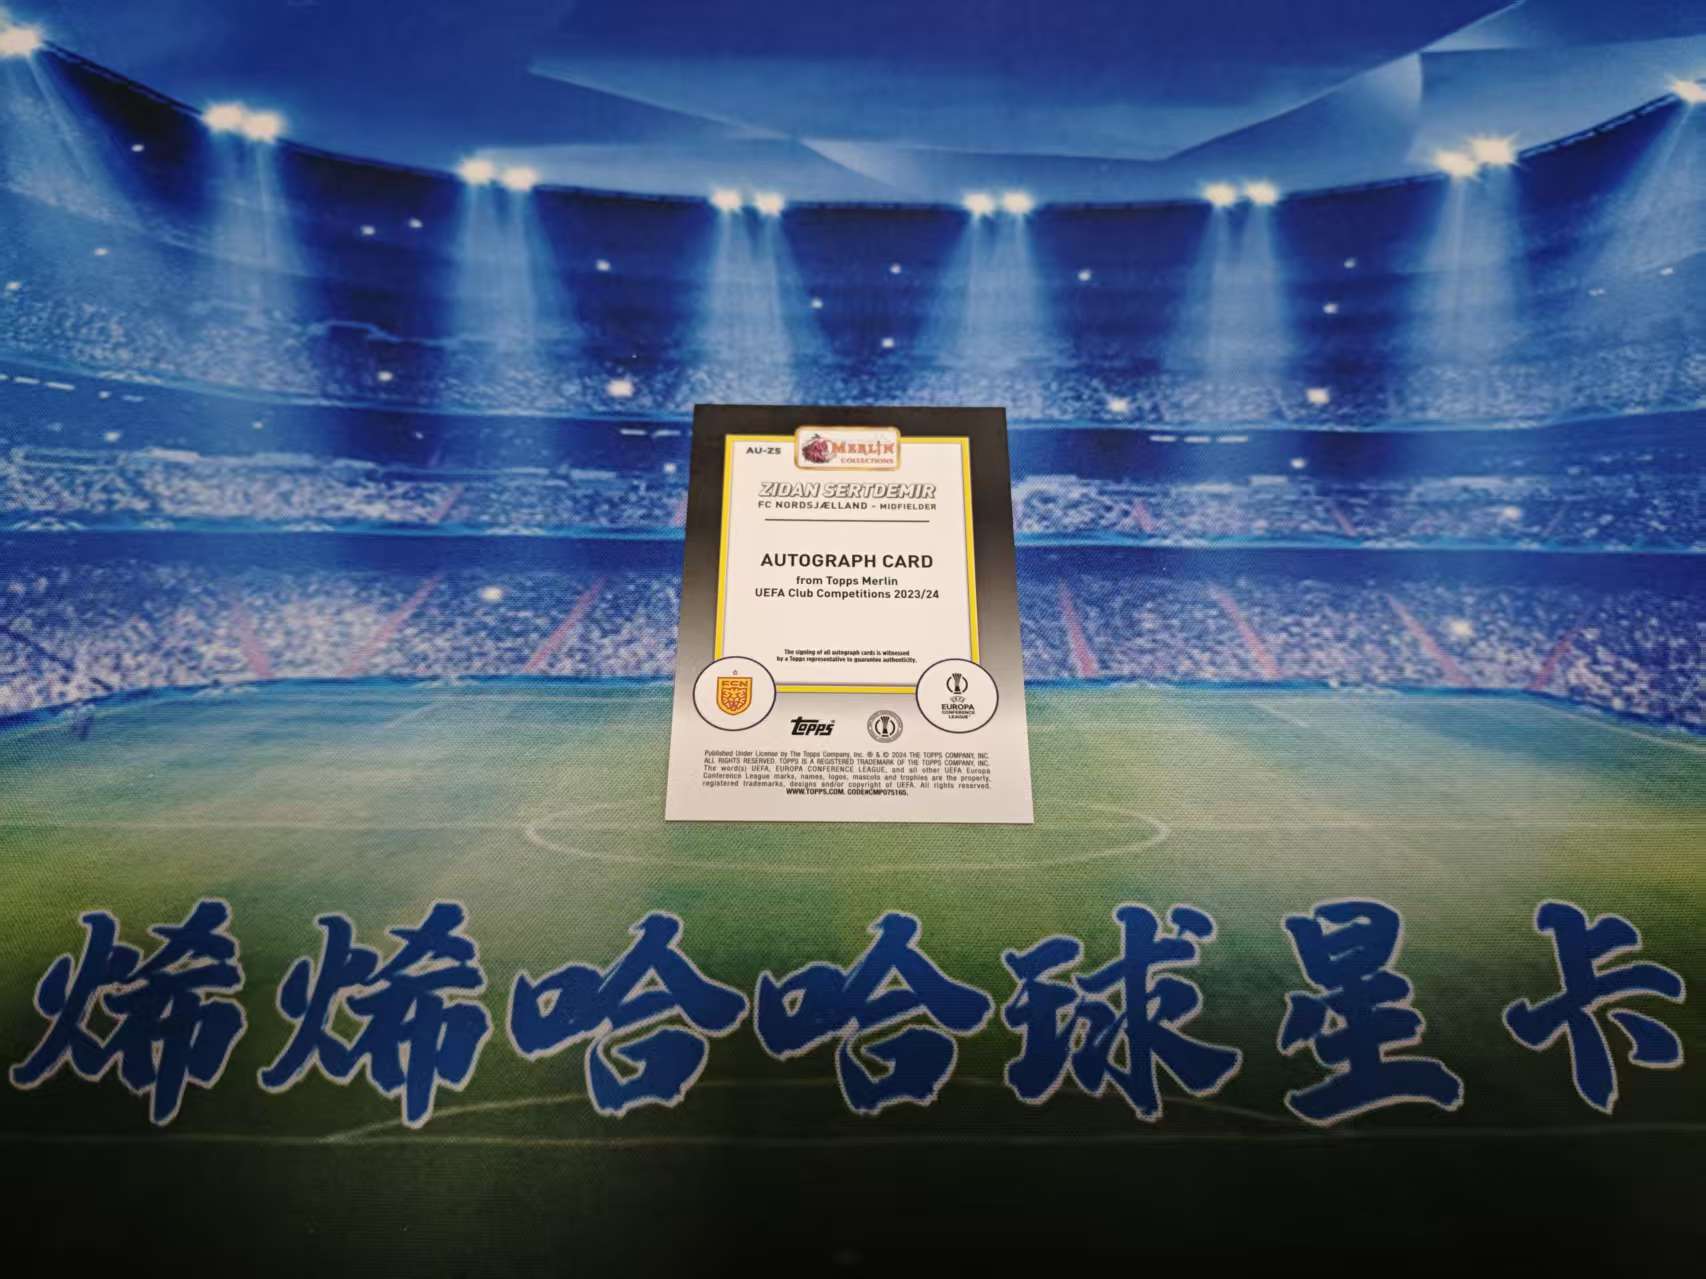 AU-ZS
MERLIN
COLLECTIONS
ZIDAN SERTDEMIR
FC NORDSJÆLLAND - MIDFIELDER
AUTOGRAPH CARD
from Topps Merlin
UEFA Club Competitions 2023/24
The signing of all autograph cards is witnessed
by a Topps representative to guarantee authenticity.
FCN
UEFA
EUROPA
CONFERENCE
LEAGUE
Topps
Published Under License by The Topps Company, Inc. ® & © 2024 THE TOPPS COMPANY, INC.
ALL RIGHTS RESERVED. TOPPS IS A REGISTERED TRADEMARK OF THE TOPPS COMPANY, INC.
The word(s) UEFA, EUROPA CONFERENCE LEAGUE, and all other UEFA Europa
Conference League marks, names, logos, mascots and trophies are the property,
registered trademarks, designs and/or copyright of UEFA. All rights reserved.
WWW.TOPPS.COM. CODE#CMP075165.
烯烯哈哈球星卡